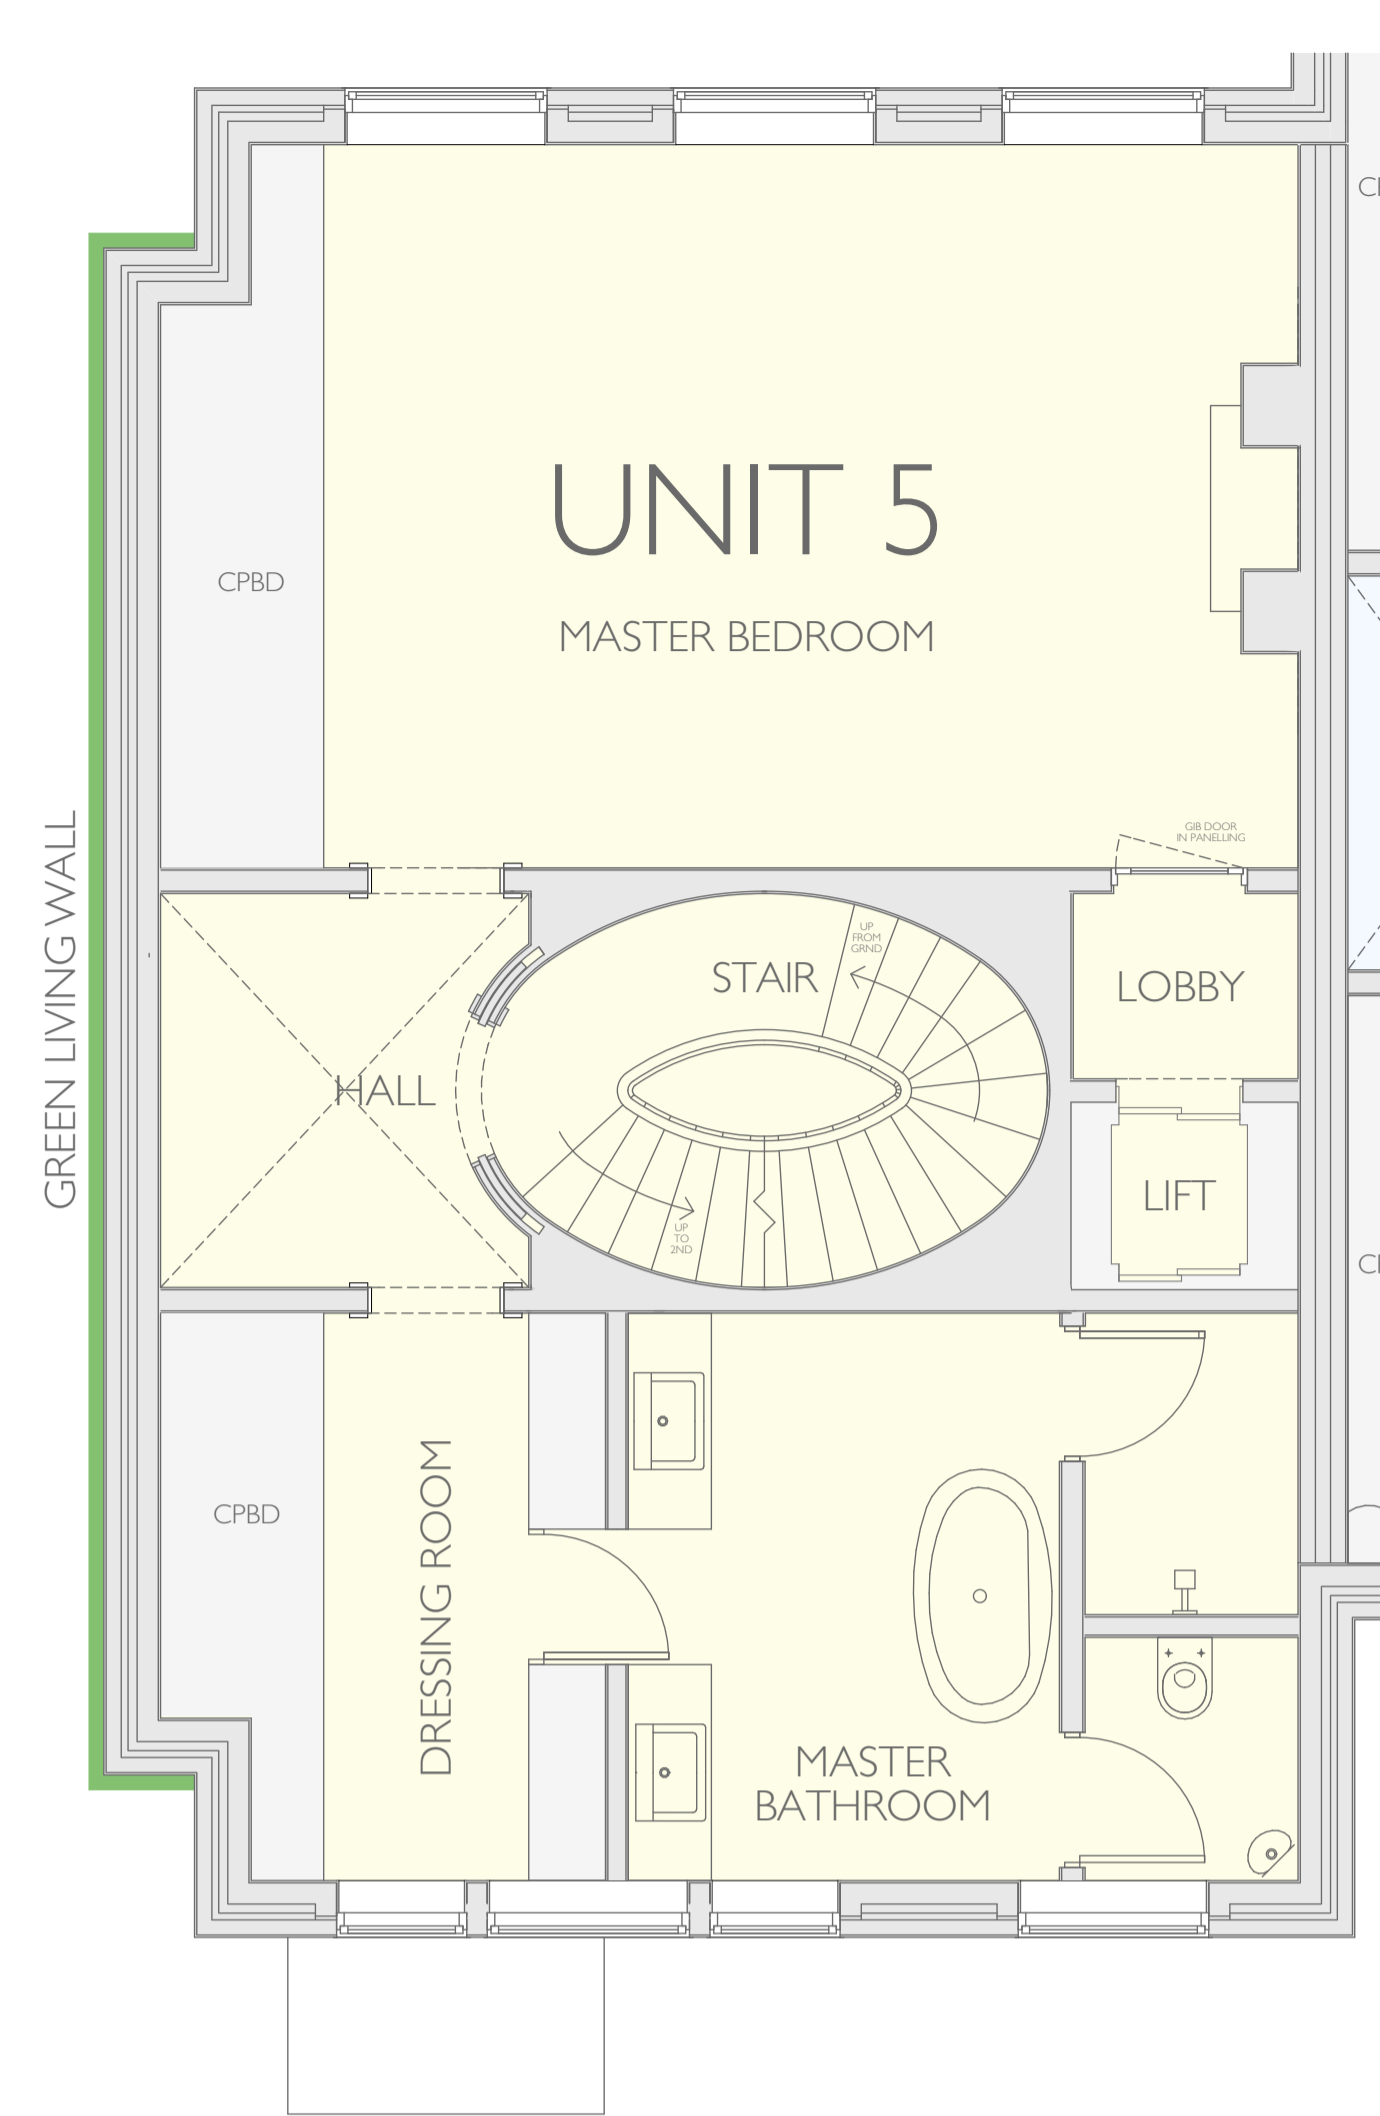 UNIT 5
CPBD
MASTER BEDROOM
GIB DOOR
IN PANELLING
GREEN LIVING WALL
UP
FROM
GRND
STAIR
LOBBY
HALL
LIFT
UP
TO
2ND
CPBD
DRESSING ROOM
MASTER
BATHROOM